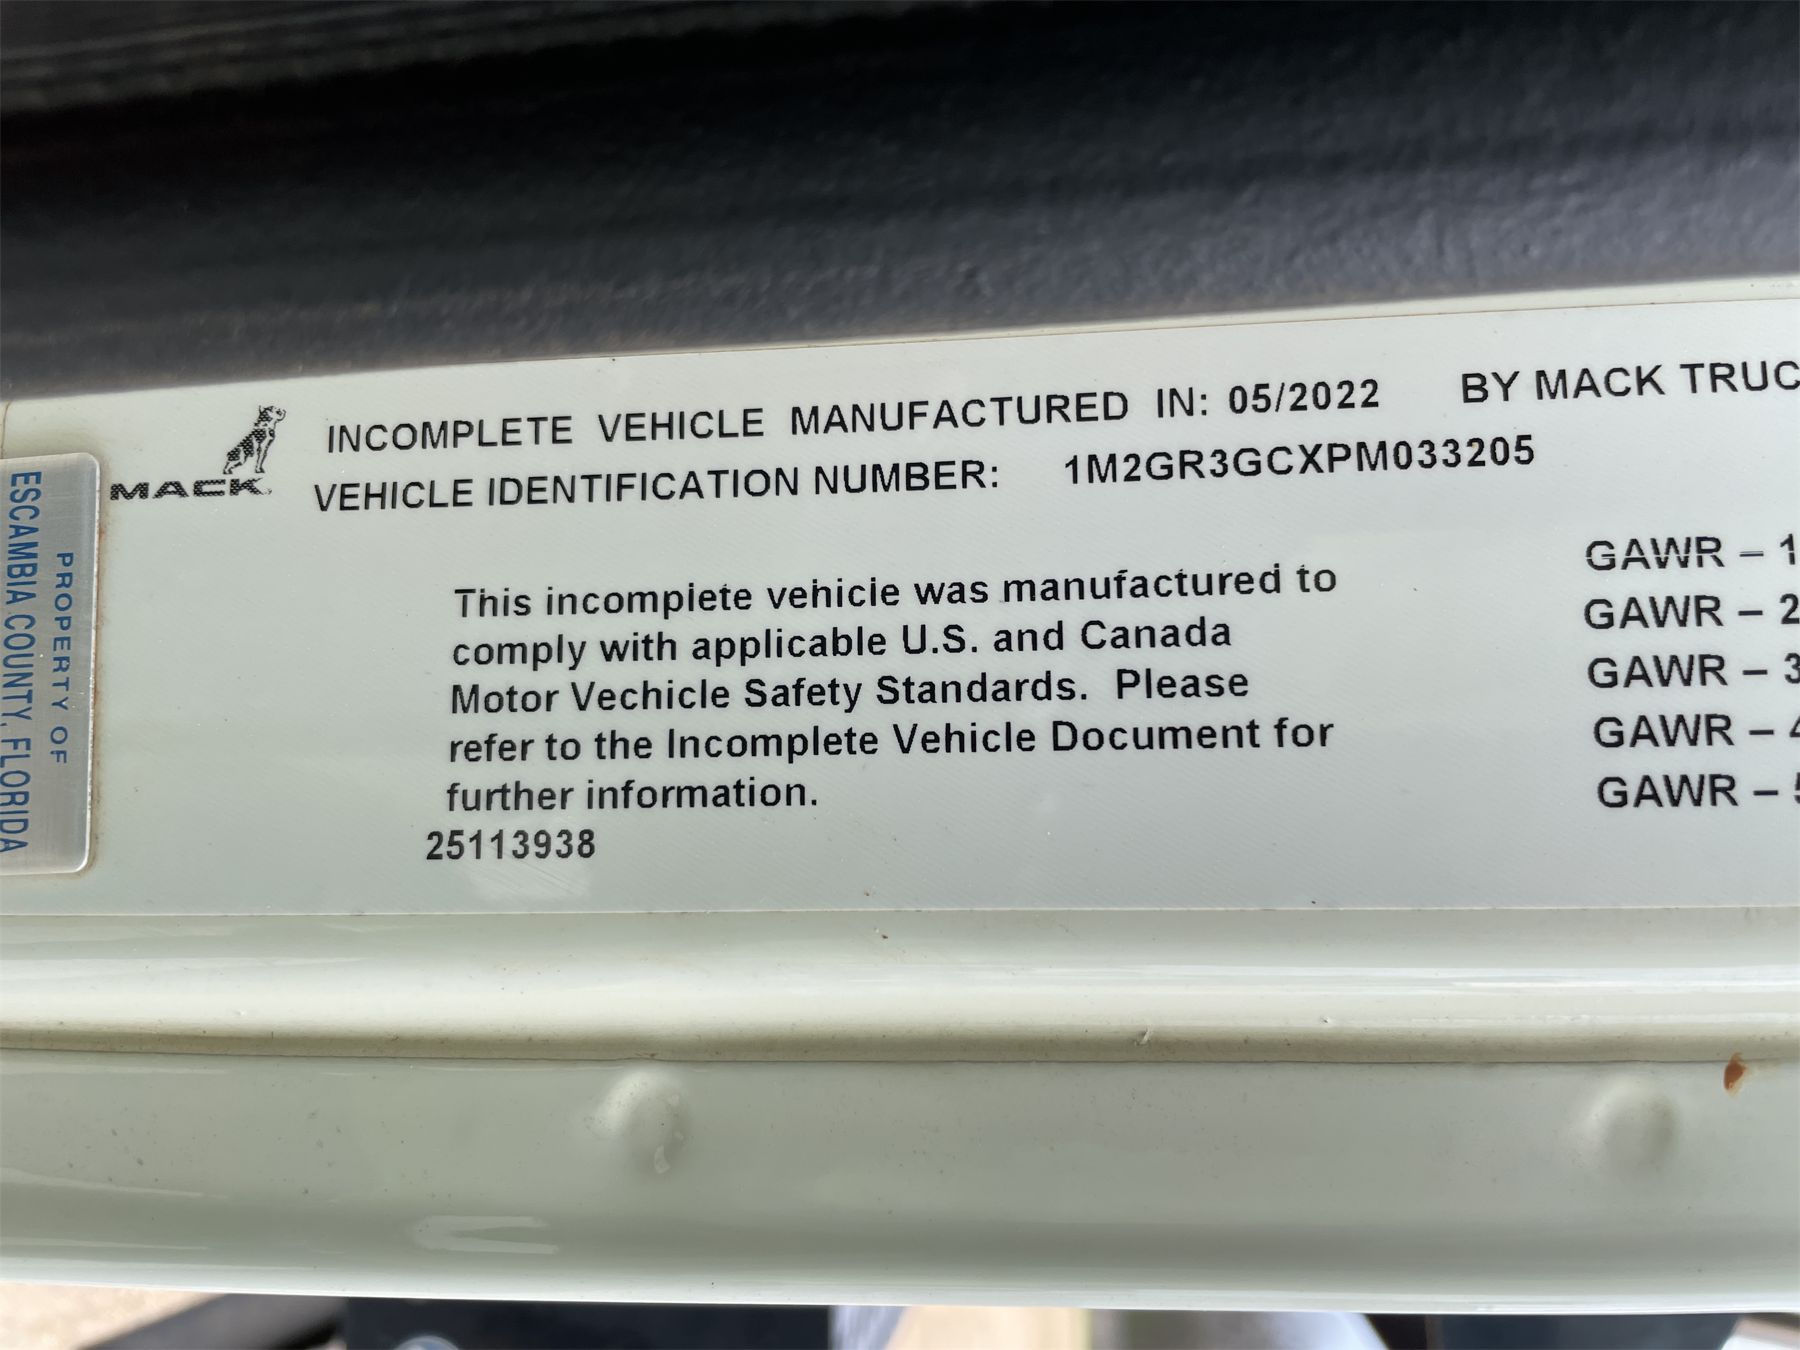 INCOMPLETE VEHICLE MANUFACTURED IN: 05/2022 BY MACK TRUC
MACK
VEHICLE IDENTIFICATION NUMBER: 1M2GR3GCXPM033205
PROPERTY OF
ESCAMBIA COUNTY, FLORIDA
This incomplete vehicle was manufactured to
comply with applicable U.S. and Canada
Motor Vechicle Safety Standards. Please
refer to the Incomplete Vehicle Document for
further information.
25113938
GAWR – 1
GAWR – 2
GAWR – 3
GAWR – 4
GAWR – 5